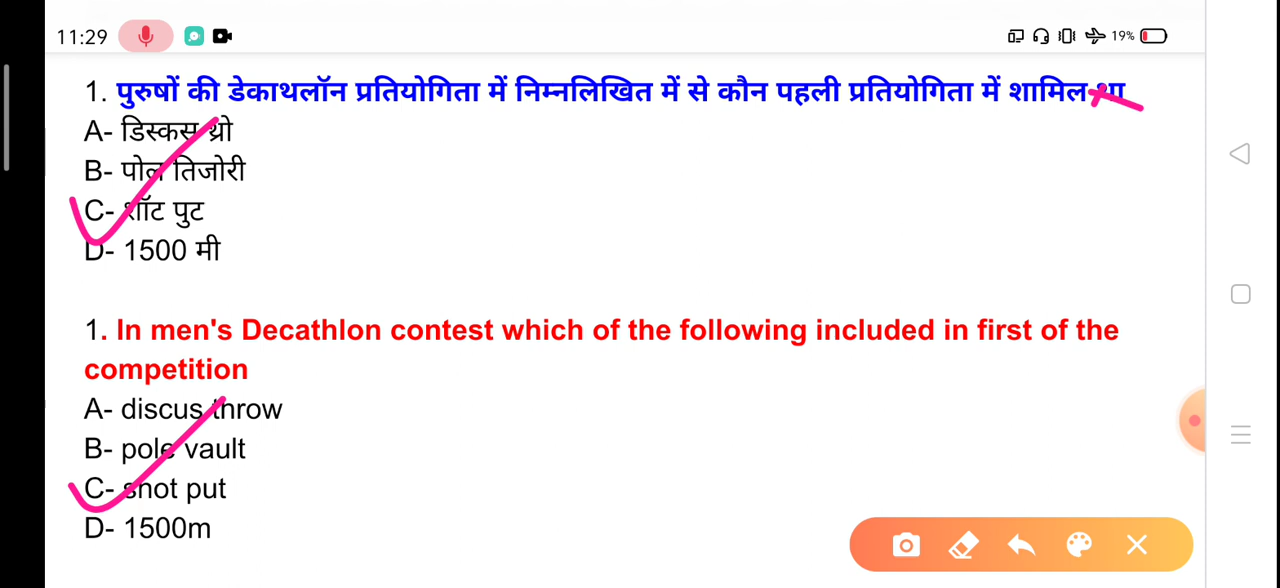 11:29 19%
1. पुरुषों की डेकाथलॉन प्रतियोगिता में निम्नलिखित में से कौन पहली प्रतियोगिता में शामिल था
A- डिस्कस थ्रो
B- पोल तिजोरी
C- शॉट पुट
D- 1500 मी
1. In men's Decathlon contest which of the following included in first of the
competition
A- discus throw
B- pole vault
C- shot put
D- 1500m